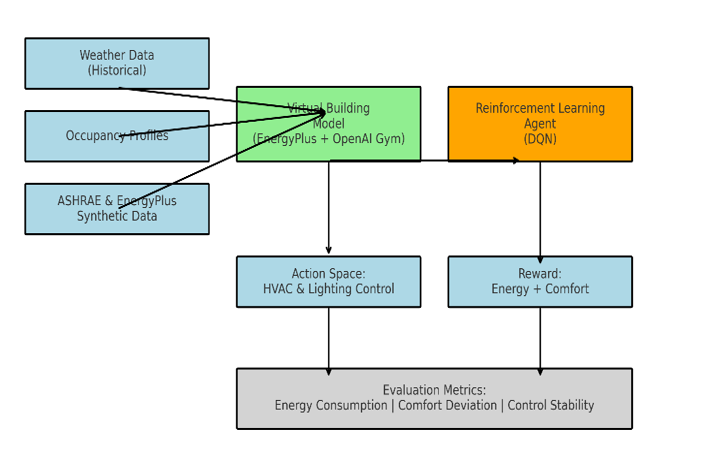 Weather Data
(Historical)
Occupancy Profiles
ASHRAE & EnergyPlus
Synthetic Data
Virtual Building
Model
(EnergyPlus + OpenAI Gym)
Reinforcement Learning
Agent
(DQN)
Action Space:
HVAC & Lighting Control
Reward:
Energy + Comfort
Evaluation Metrics:
Energy Consumption | Comfort Deviation | Control Stability